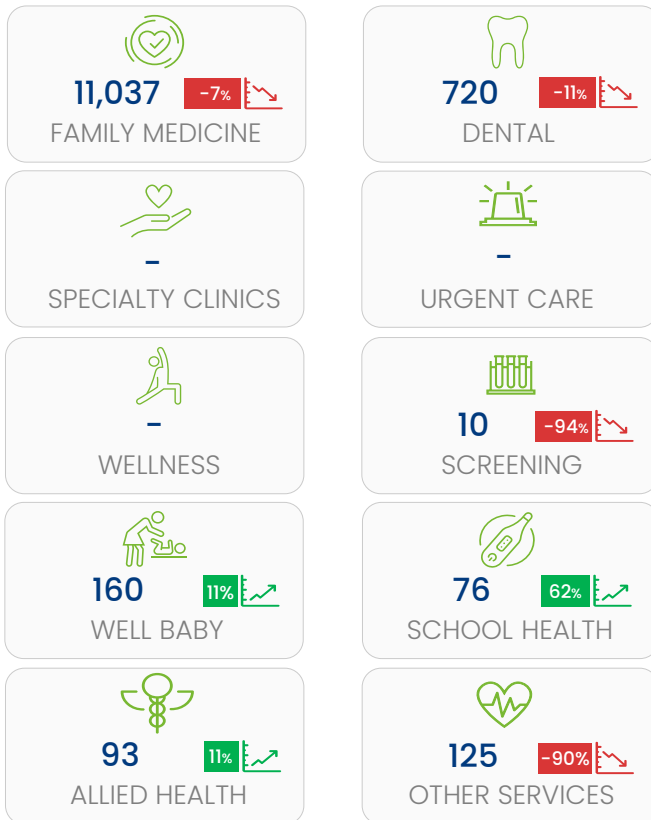 11,037 -7%
FAMILY MEDICINE
720 -11%
DENTAL
-
SPECIALTY CLINICS
-
URGENT CARE
-
WELLNESS
10 -94%
SCREENING
160 11%
WELL BABY
76 62%
SCHOOL HEALTH
93 11%
ALLIED HEALTH
125 -90%
OTHER SERVICES